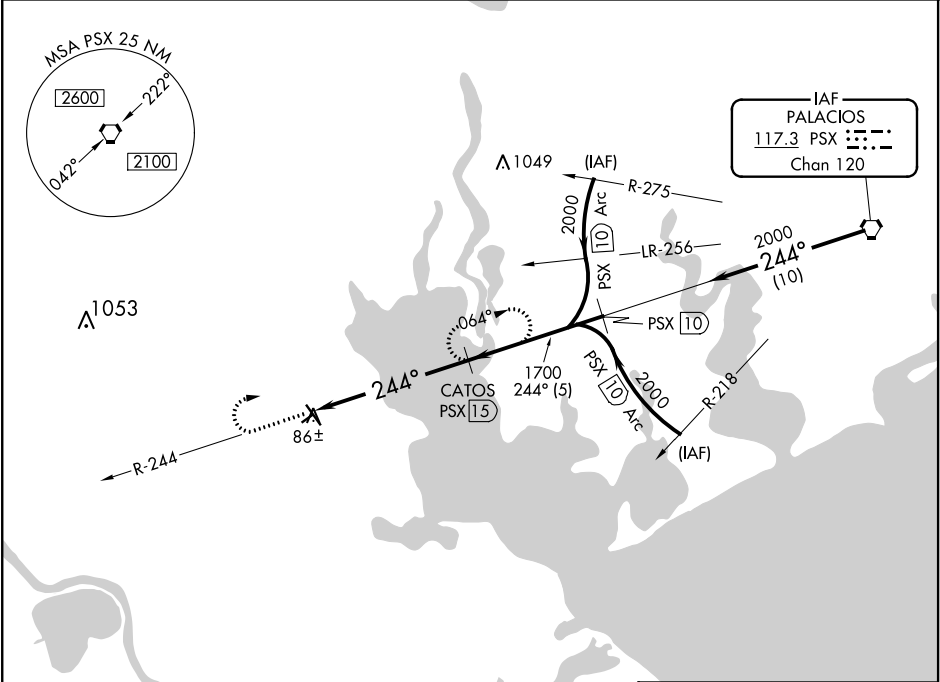 MSA PSX 25 NM
2600
222°
042°
2100
IAF
PALACIOS
117.3 PSX
Chan 120
1049
(IAF)
R-275
2000
PSX 10 Arc
LR-256
2000
244°
(10)
1053
064°
PSX 10
1700
244° (5)
CATOS
PSX 15
244°
PSX 10 Arc
2000
R-218
(IAF)
86±
R-244